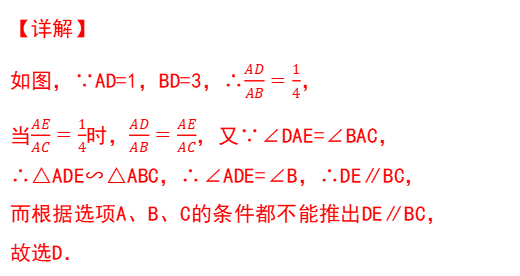 【详解】
如图，∵AD=1，BD=3，∴AD/AB=1/4，
当AE/AC=1/4时，AD/AB=AE/AC，又∵∠DAE=∠BAC，
∴△ADE∽△ABC，∴∠ADE=∠B，∴DE∥BC，
而根据选项A、B、C的条件都不能推出DE∥BC，
故选D．